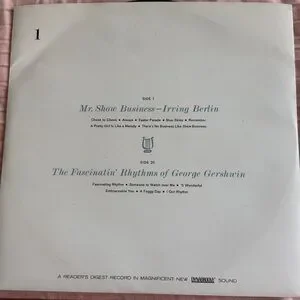 1
SIDE 1
Mr. Show Business—Irving Berlin
Cheek to Cheek • Always • Easter Parade • Blue Skies • Remember
A Pretty Girl Is Like a Melody • There's No Business Like Show Business
SIDE 20
The Fascinatin' Rhythms of George Gershwin
Fascinating Rhythm • Someone to Watch over Me • 'S Wonderful
Embraceable You • A Foggy Day • I Got Rhythm
A READER'S DIGEST RECORD IN MAGNIFICENT NEW DYNAGROOVE SOUND